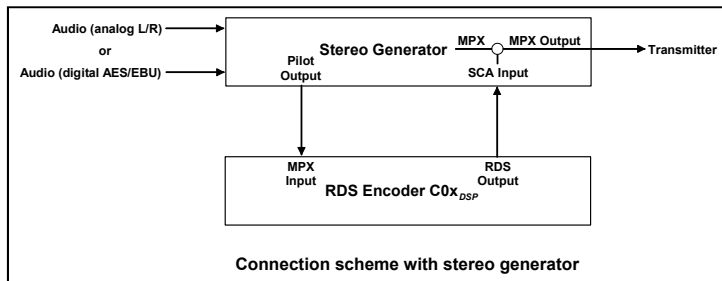 Audio (analog L/R)
or
Audio (digital AES/EBU)
Stereo Generator
MPX
MPX Output
Transmitter
Pilot
Output
SCA Input
MPX
Input
RDS
Output
RDS Encoder C0xDSP
Connection scheme with stereo generator